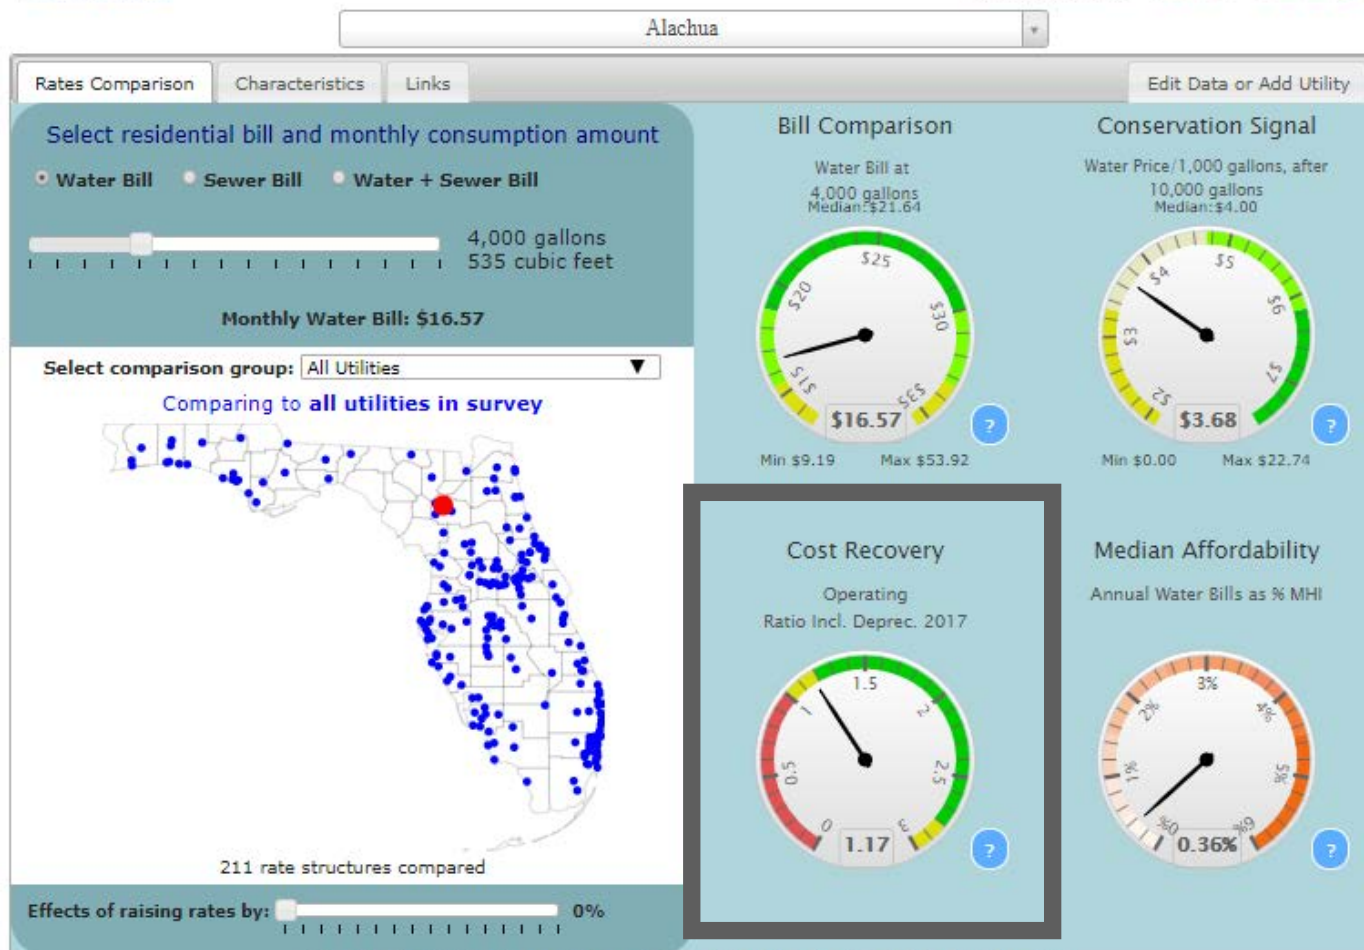 Alachua
Rates Comparison
Characteristics
Links
Edit Data or Add Utility
Select residential bill and monthly consumption amount
Water Bill
Sewer Bill
Water + Sewer Bill
4,000 gallons
535 cubic feet
Monthly Water Bill: $16.57
Select comparison group: All Utilities ▼
Comparing to all utilities in survey
211 rate structures compared
Effects of raising rates by: 0%
Bill Comparison
Water Bill at
4,000 gallons
Median:$21.64
$15
$20
$25
$30
$35
$16.57
?
Min $9.19 Max $53.92
Conservation Signal
Water Price/1,000 gallons, after
10,000 gallons
Median:$4.00
$2
$3
$4
$5
$6
$7
$3.68
?
Min $0.00 Max $22.74
Cost Recovery
Operating
Ratio Incl. Deprec. 2017
0
0.5
1
1.5
2
2.5
3
1.17
?
Median Affordability
Annual Water Bills as % MHI
0%
1%
2%
3%
4%
5%
6%
0.36%
?